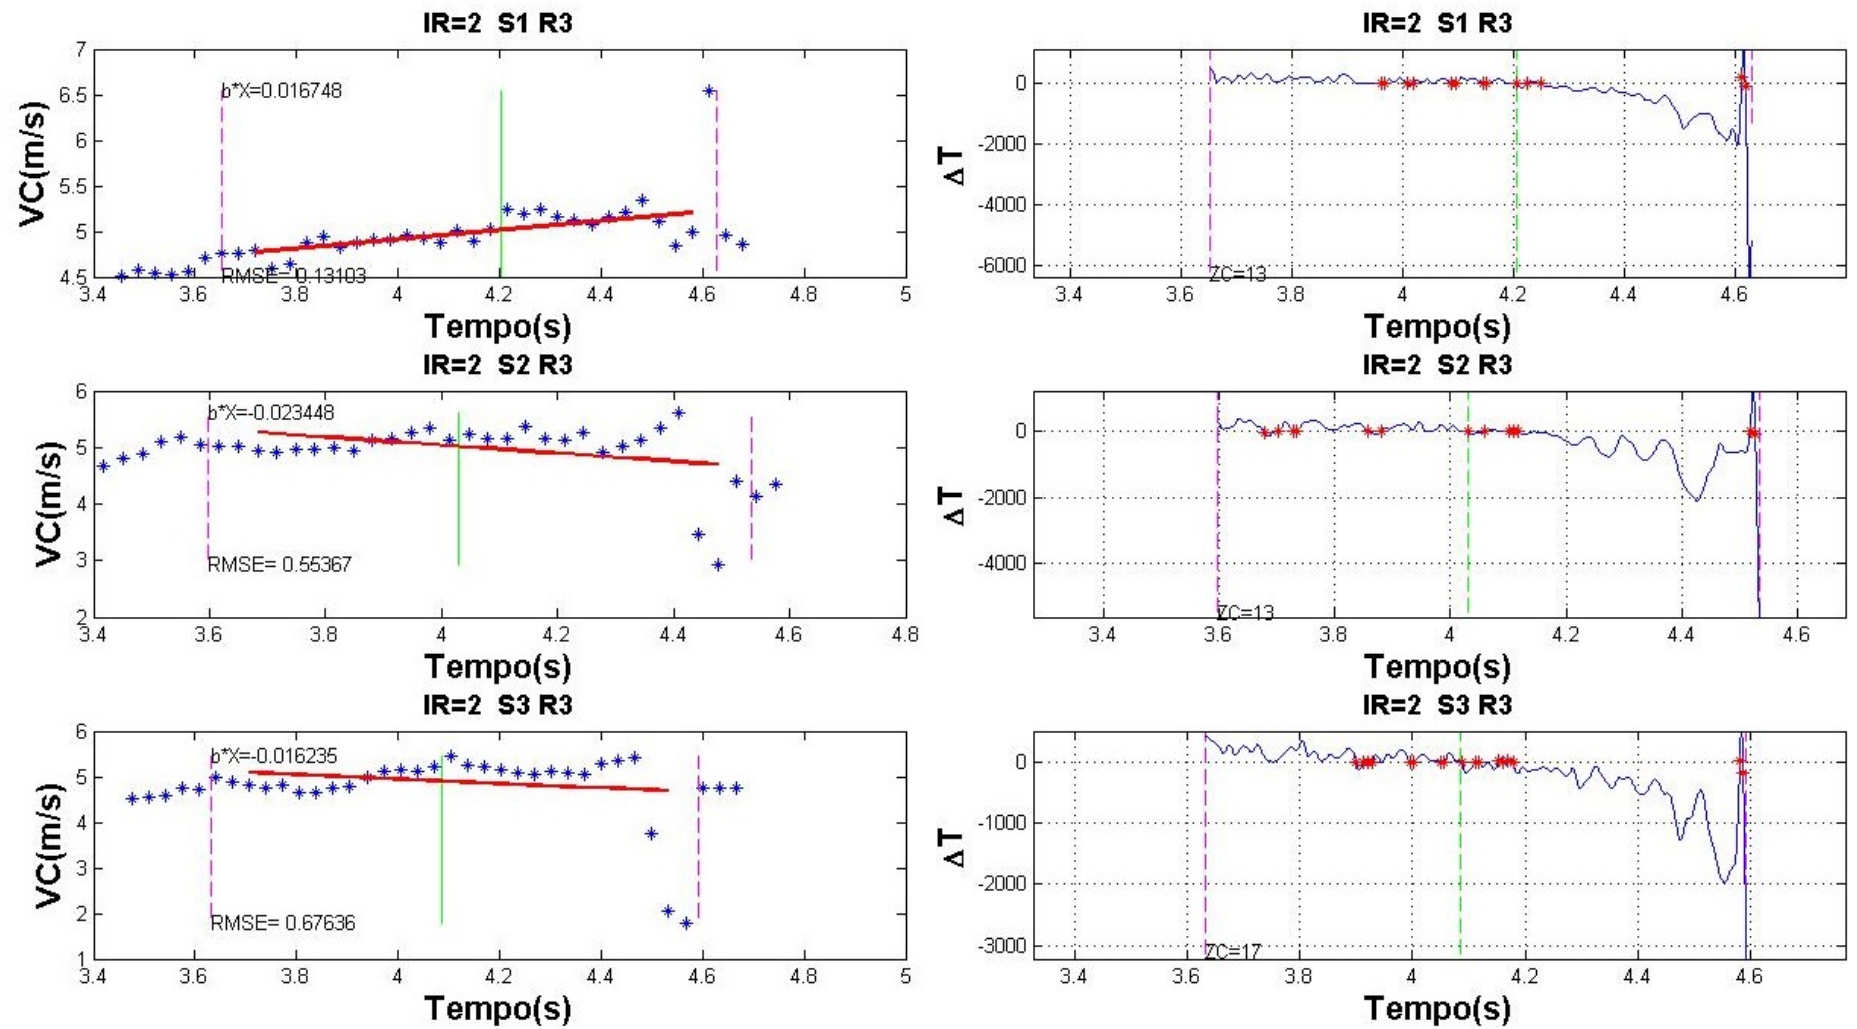 IR=2 S1 R3
7
6.5
6
5.5
5
4.5
VC(m/s)
b*X=0.016748
RMSE= 0.13103
3.4 3.6 3.8 4 4.2 4.4 4.6 4.8 5
Tempo(s)
IR=2 S1 R3
0
-2000
-4000
-6000
ΔT
ZC=13
3.4 3.6 3.8 4 4.2 4.4 4.6
Tempo(s)
IR=2 S2 R3
6
5
4
3
2
VC(m/s)
b*X=-0.023448
RMSE= 0.55367
3.4 3.6 3.8 4 4.2 4.4 4.6 4.8
Tempo(s)
IR=2 S2 R3
0
-2000
-4000
ΔT
ZC=13
3.4 3.6 3.8 4 4.2 4.4 4.6
Tempo(s)
IR=2 S3 R3
6
5
4
3
2
1
VC(m/s)
b*X=-0.016235
RMSE= 0.67636
3.4 3.6 3.8 4 4.2 4.4 4.6 4.8 5
Tempo(s)
IR=2 S3 R3
0
-1000
-2000
-3000
ΔT
ZC=17
3.4 3.6 3.8 4 4.2 4.4 4.6
Tempo(s)